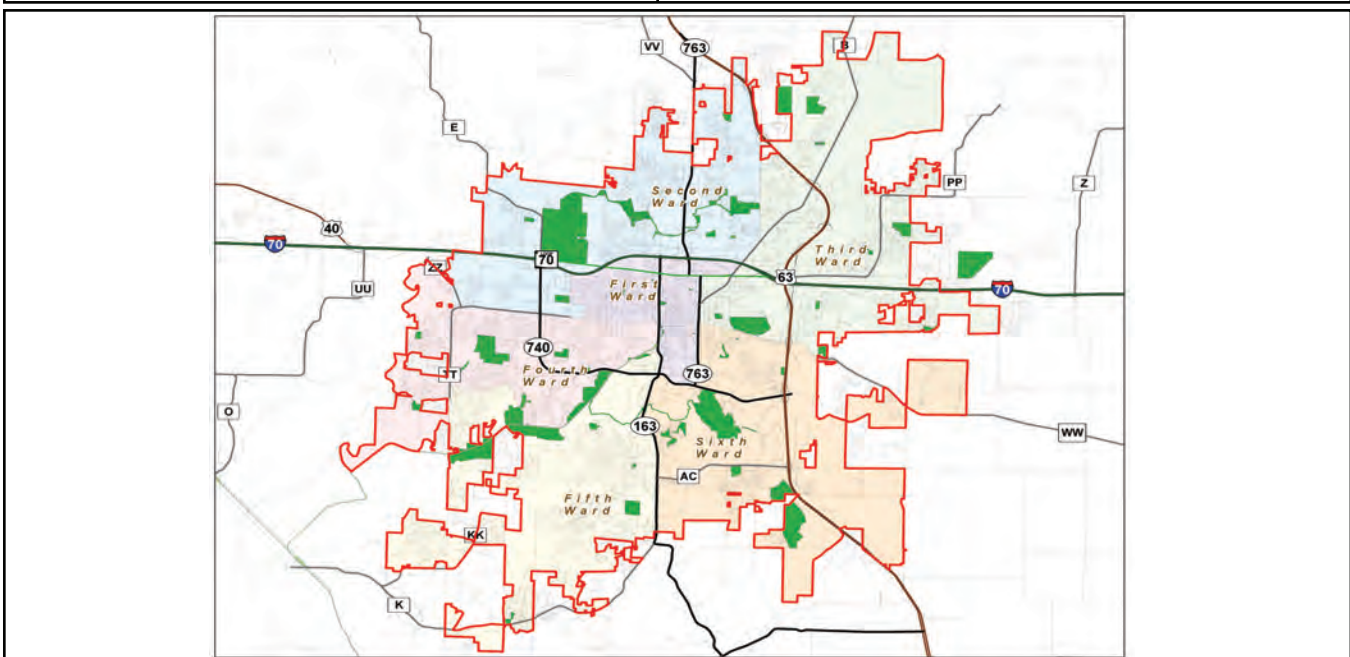 VV
763
B
E
PP
Z
Second
Ward
40
70
70
Third
Ward
ZZ
63
First
Ward
UU
70
740
TT
763
Fourth
Ward
O
163
WW
Sixth
Ward
AC
Fifth
Ward
KK
K